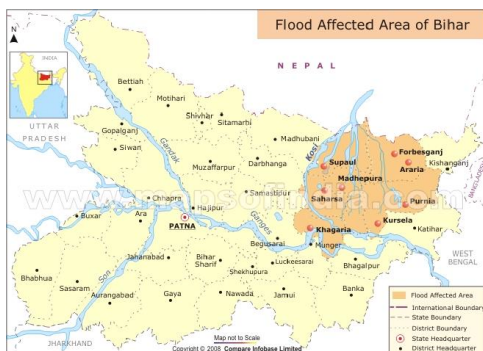 Flood Affected Area of Bihar
N
INDIA
NEPAL
UTTAR
PRADESH
Bettiah
Motihari
Gopalganj
Shivhar
Sitamarhi
Siwan
Gandak
Muzaffarpur
Madhubani
Darbhanga
Kosi
Supaul
Forbesganj
Araria
Kishanganj
Madhepura
Saharsa
Purnia
www.mapsofindia.com
Chhapra
Samastipur
Hajipur
Buxar
Ara
PATNA
Ganges
Khagaria
Kursela
Katihar
Begusarai
Munger
WEST
BENGAL
Jahanabad
Bihar
Sharif
Luckeesarai
Shekhupura
Bhagalpur
Son
Bhabhua
Sasaram
Aurangabad
Gaya
Nawada
Jamui
Banka
JHARKHAND
Map not to Scale
Copyright © 2008 Compare Infobase Limited
Flood Affected Area
International Boundary
State Boundary
District Boundary
State Headquarter
District Headquarter